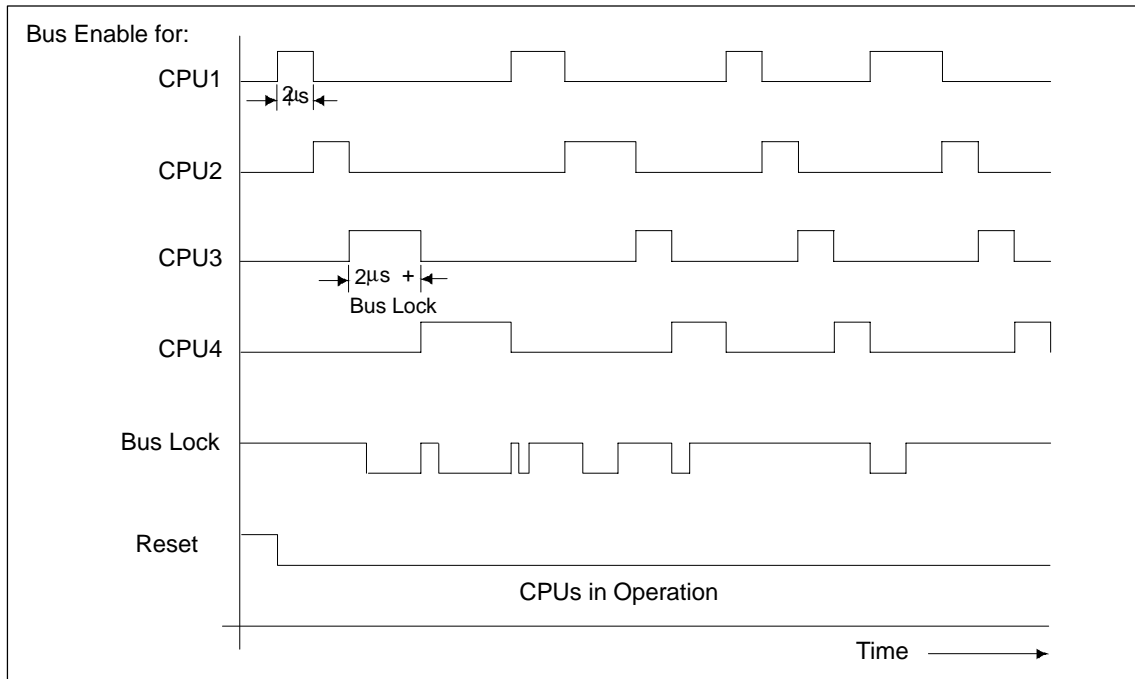 Bus Enable for:
CPU1
2μs
CPU2
CPU3
2μs +
Bus Lock
CPU4
Bus Lock
Reset
CPUs in Operation
Time